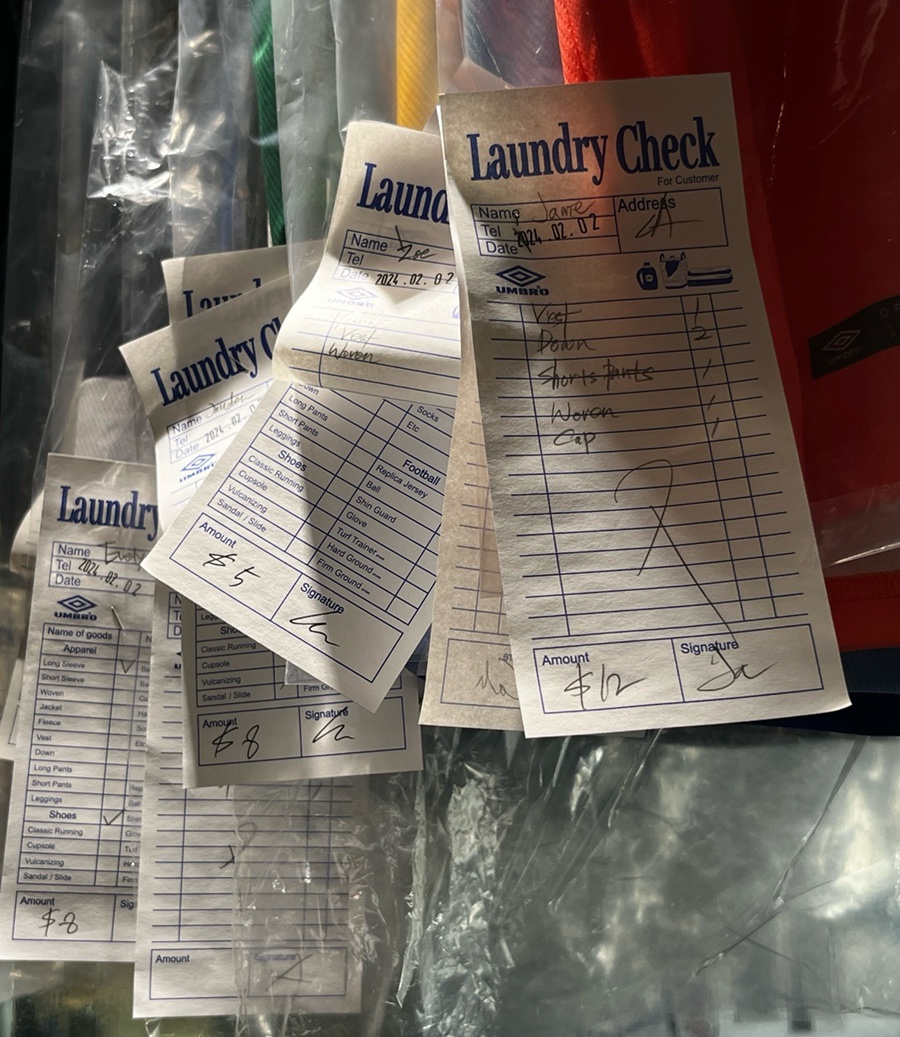 Laundry Check
For Customer
Name Jame Address
Tel LA
Date 2024.02.02
UMBRO
Vest 1
Down 2
Shorts Pants 1
Woven 1
Cap 1
Amount Signature
$12
Laund
Name Zoe
Tel
Date 2024.02.02
Vest
Woven
Long Pants
Short Pants
Leggings
Shoes
Classic Running
Cupsole
Vulcanizing
Sandal / Slide
Socks
Etc
Football
Replica Jersey
Ball
Shin Guard
Glove
Turf Trainer
Hard Ground
Firm Ground
Amount Signature
$5
Laundry C
Name
Tel
Date 2024.02.0
UMBRO
Classic Running
Cupsole
Vulcanizing
Sandal / Slide
Amount Signature
$8
Laundry
Name
Tel
Date 2024.02.02
UMBRO
Name of goods
Apparel
Long Sleeve
Short Sleeve
Woven
Jacket
Fleece
Vest
Down
Long Pants
Short Pants
Leggings
Shoes
Classic Running
Cupsole
Vulcanizing
Sandal / Slide
Amount Sig
$8
Amount Signature
umbro